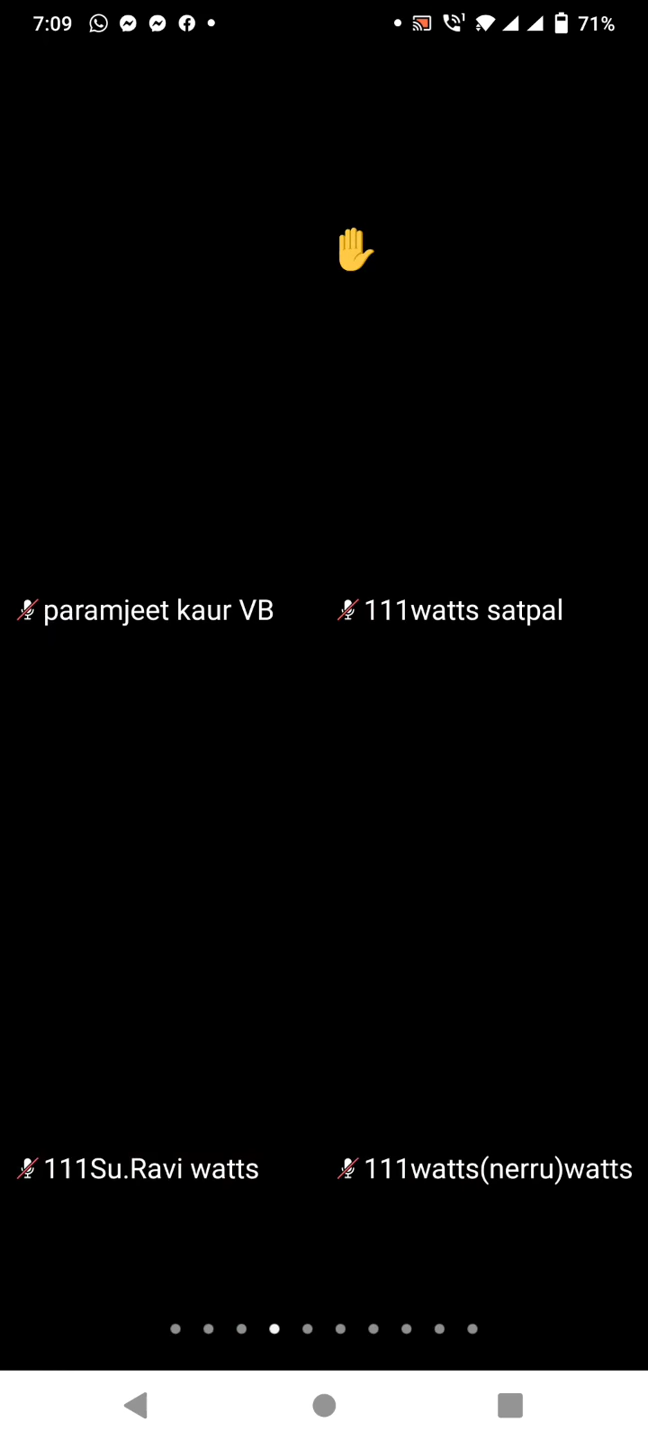 7:09
71%
paramjeet kaur VB
111watts satpal
111Su.Ravi watts
111watts(nerru)watts